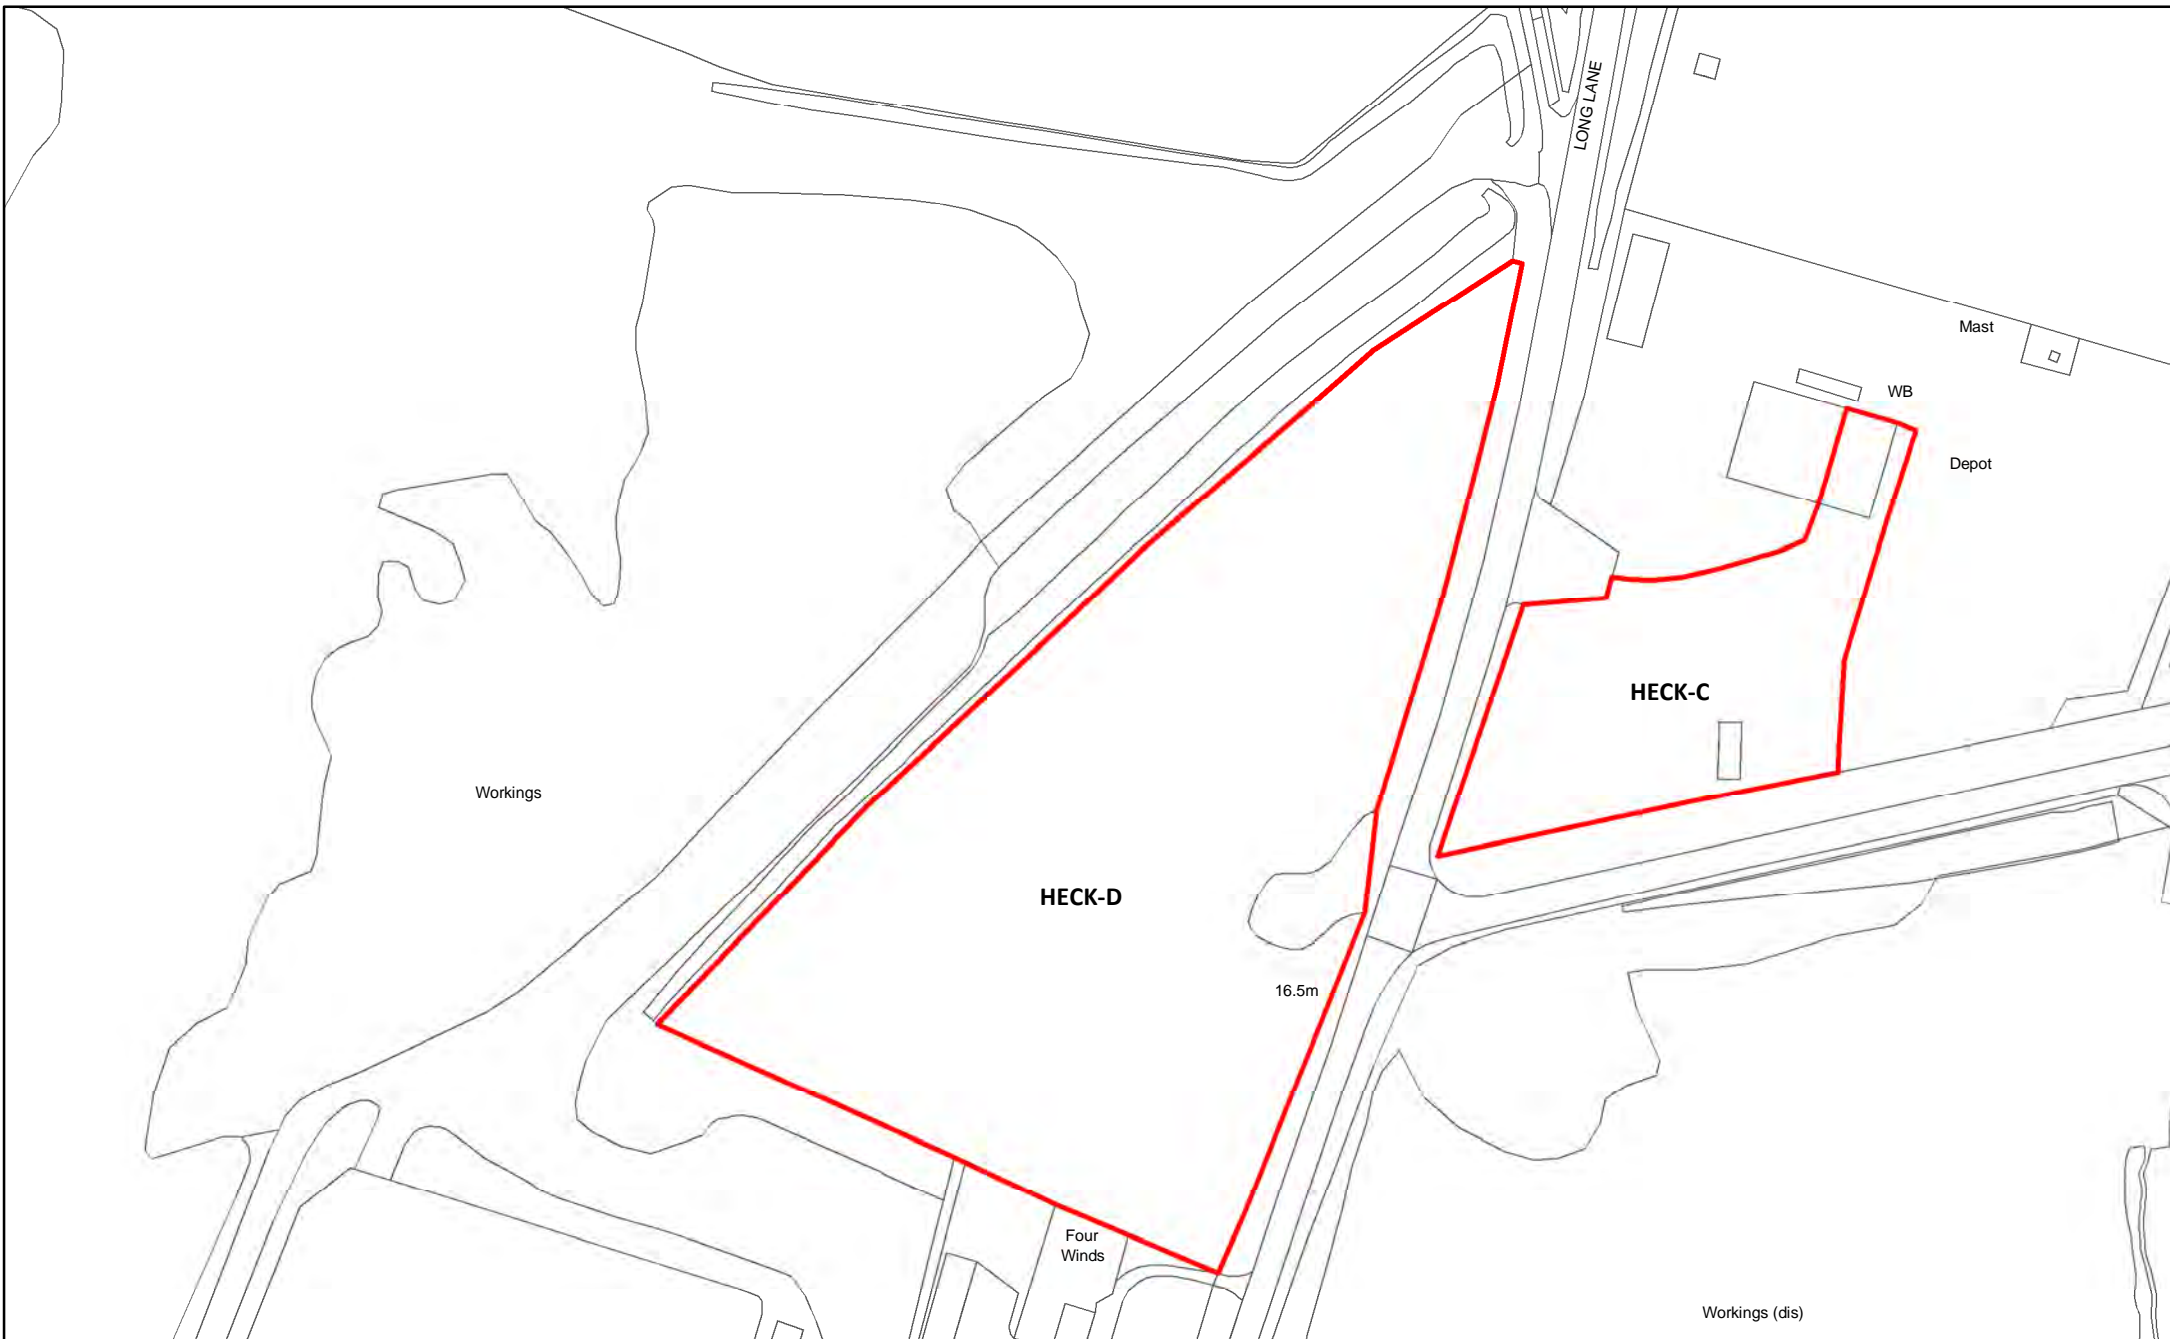 LONG LANE
Mast
WB
Depot
HECK-C
Workings
HECK-D
16.5m
Four
Winds
Workings (dis)